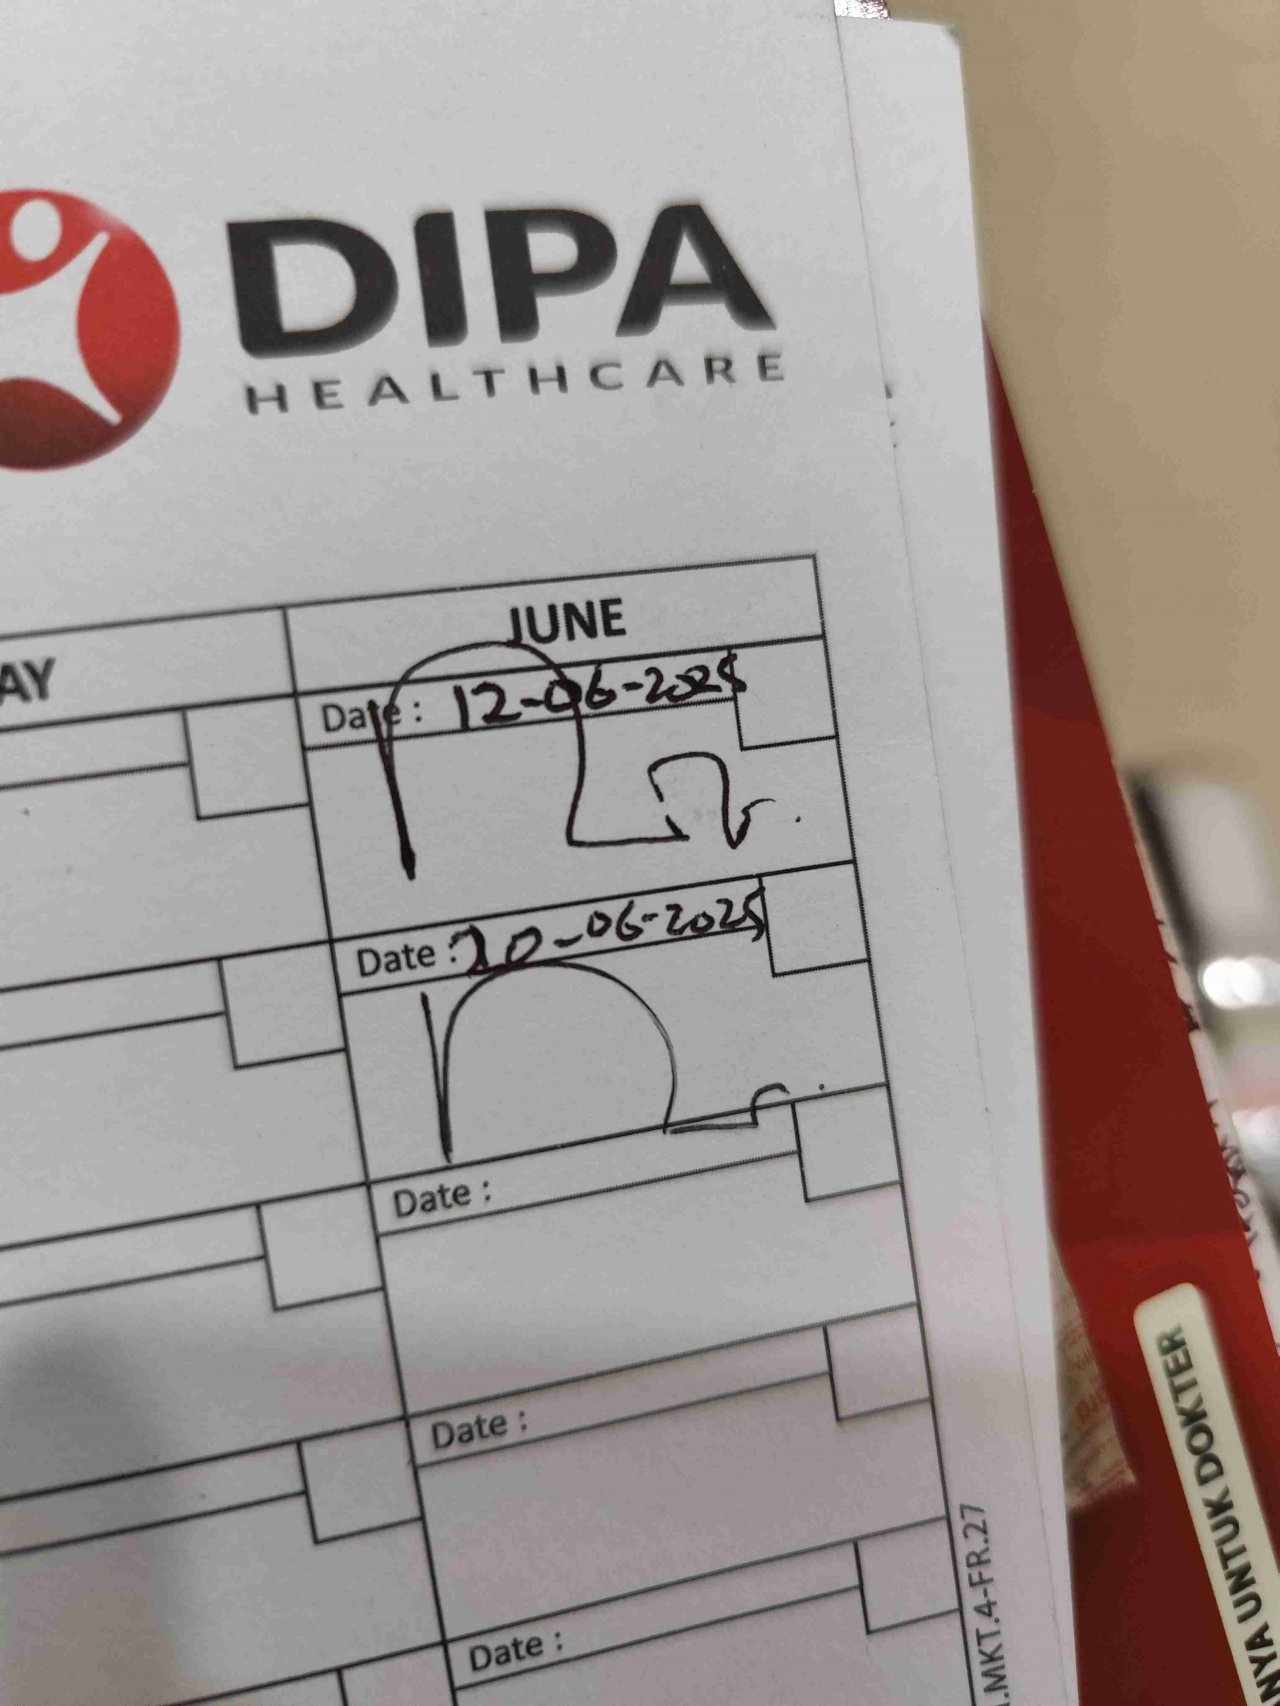 DIPA
HEALTHCARE
AY
JUNE
Date : 12-06-2025
Date : 20-06-2025
Date :
Date :
Date :
.MKT.4-FR.27
NYA UNTUK DOKTER